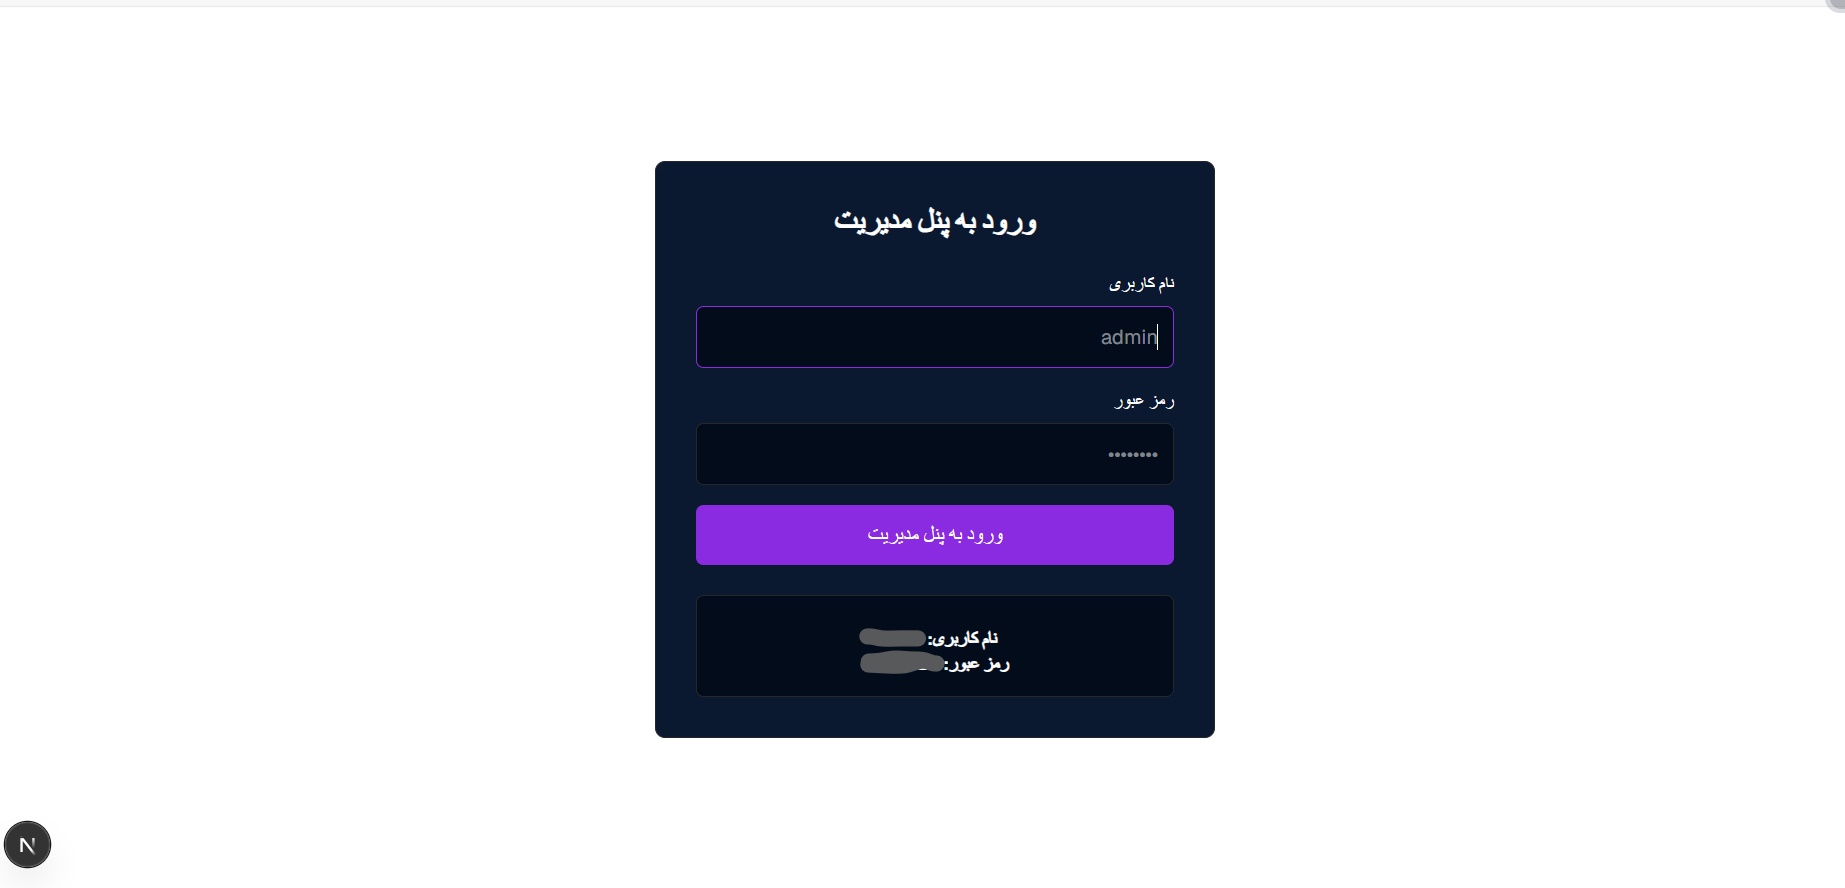 ورود به پنل مدیریت
نام کاربری
admin
رمز عبور
••••••••
ورود به پنل مدیریت
نام کاربری:
رمز عبور:
N